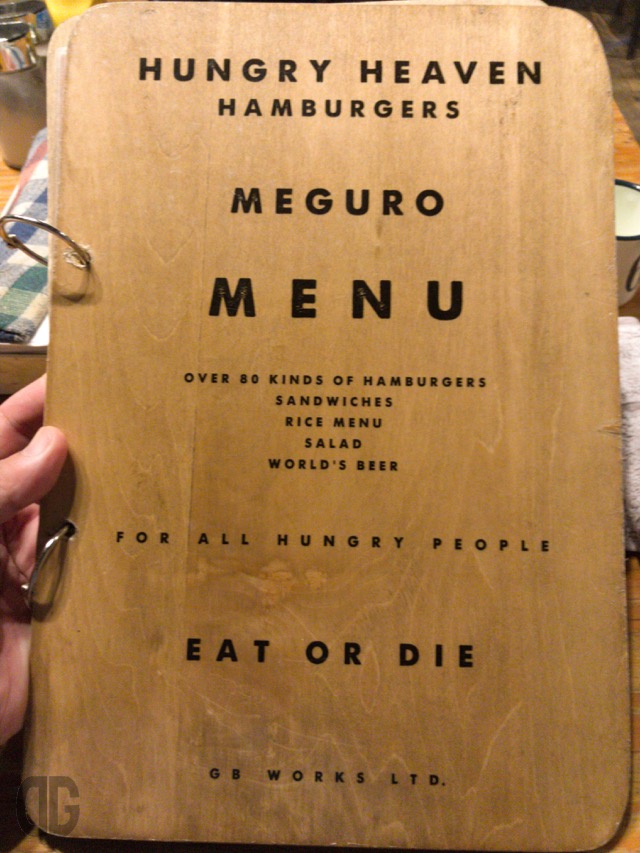 HUNGRY HEAVEN
HAMBURGERS
MEGURO
MENU
OVER 80 KINDS OF HAMBURGERS
SANDWICHES
RICE MENU
SALAD
WORLD'S BEER
FOR ALL HUNGRY PEOPLE
EAT OR DIE
GB WORKS LTD.